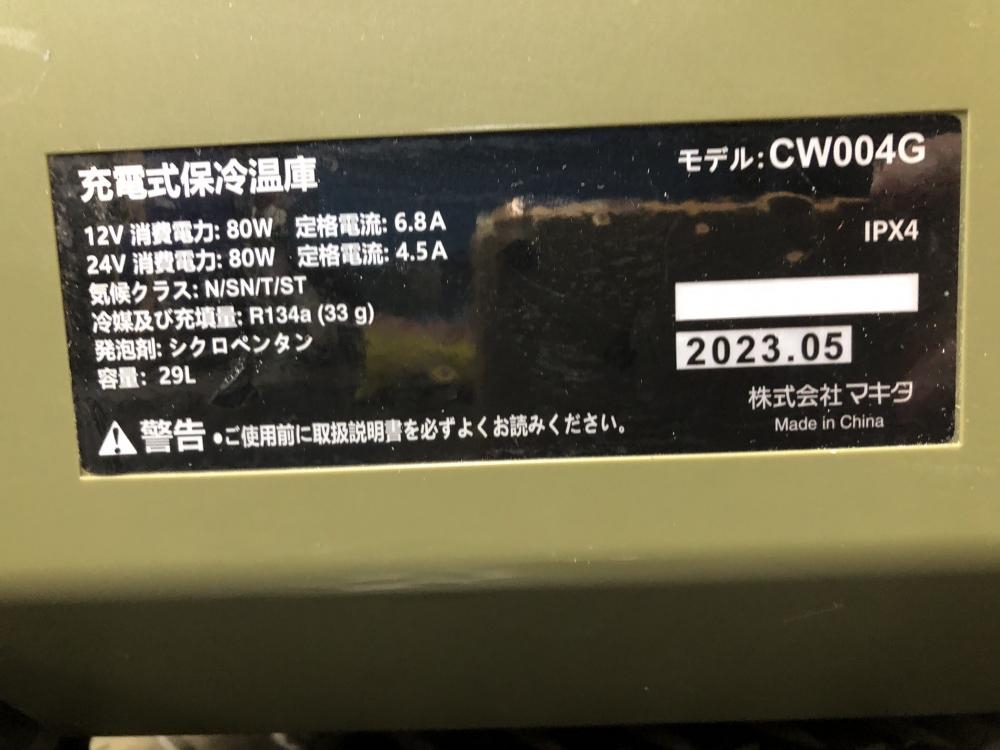 充電式保冷温庫
モデル:CW004G
12V 消費電力: 80W 定格電流: 6.8A
24V 消費電力: 80W 定格電流: 4.5A
IPX4
気候クラス: N/SN/T/ST
冷媒及び充填量: R134a (33 g)
発泡剤: シクロペンタン
2023.05
容量: 29L
株式会社マキタ
Made in China
警告 •ご使用前に取扱説明書を必ずよくお読みください。